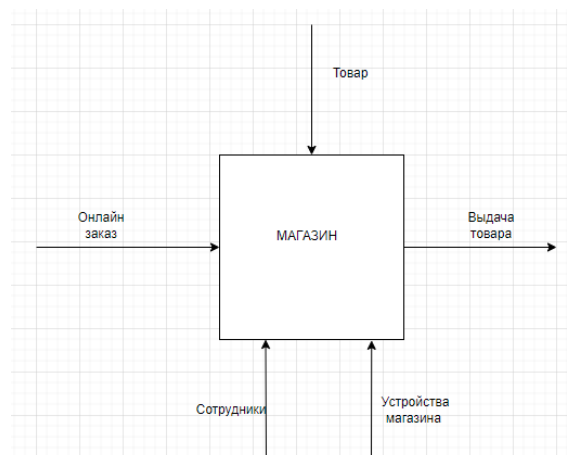 Товар
Онлайн
заказ
МАГАЗИН
Выдача
товара
Сотрудники
Устройства
магазина